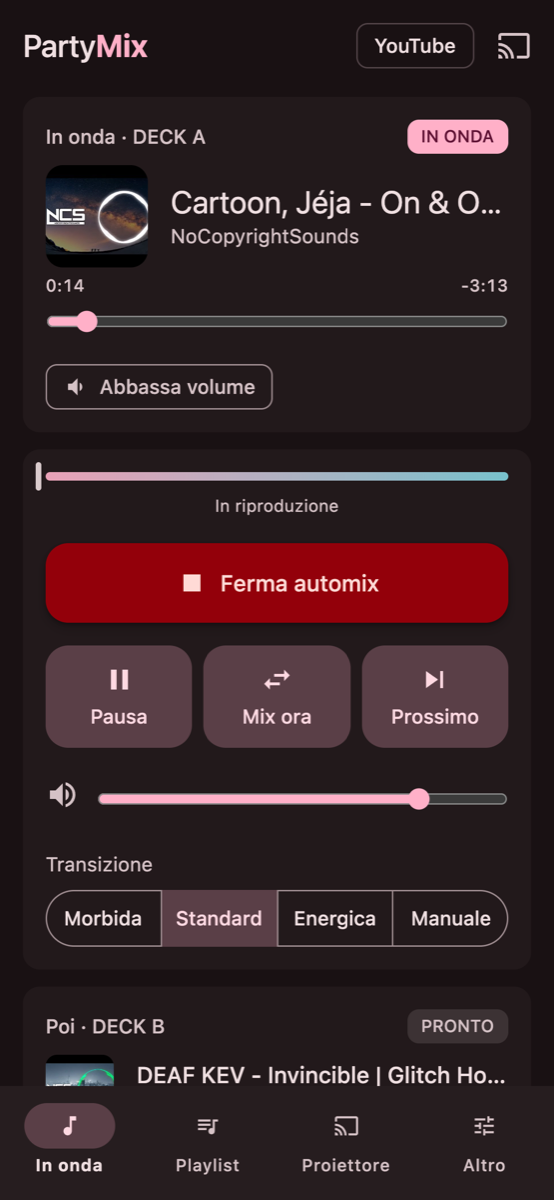 PartyMix
YouTube
In onda · DECK A
IN ONDA
NCS
Cartoon, Jéja - On & O...
NoCopyrightSounds
0:14
-3:13
Abbassa volume
In riproduzione
Ferma automix
Pausa
Mix ora
Prossimo
Transizione
Morbida
Standard
Energica
Manuale
Poi · DECK B
PRONTO
DEAF KEV - Invincible | Glitch Ho...
In onda
Playlist
Proiettore
Altro